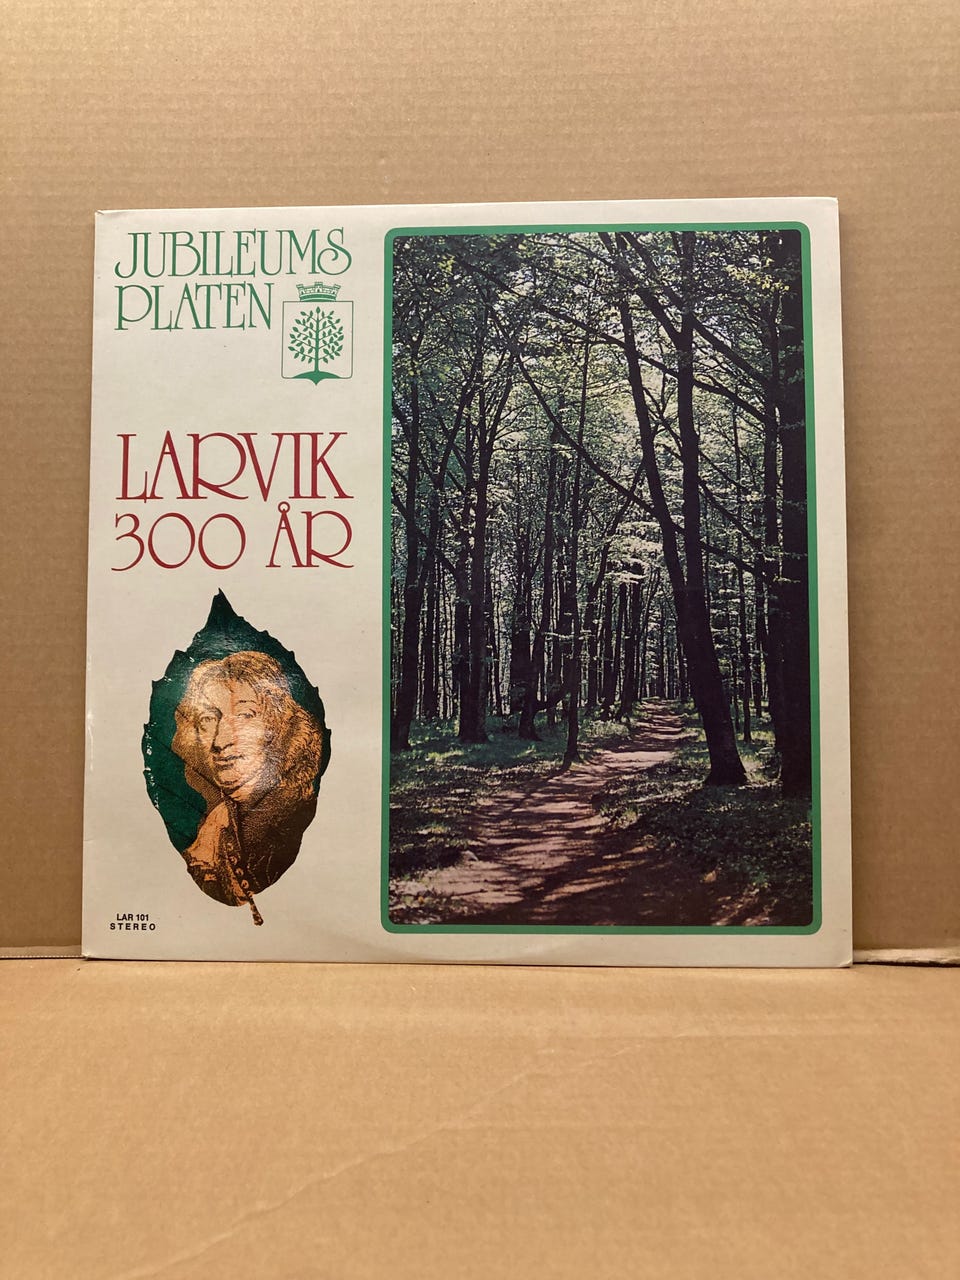 JUBILEUMS
PLATEN
LARVIK
300 ÅR
LAR 101
STEREO